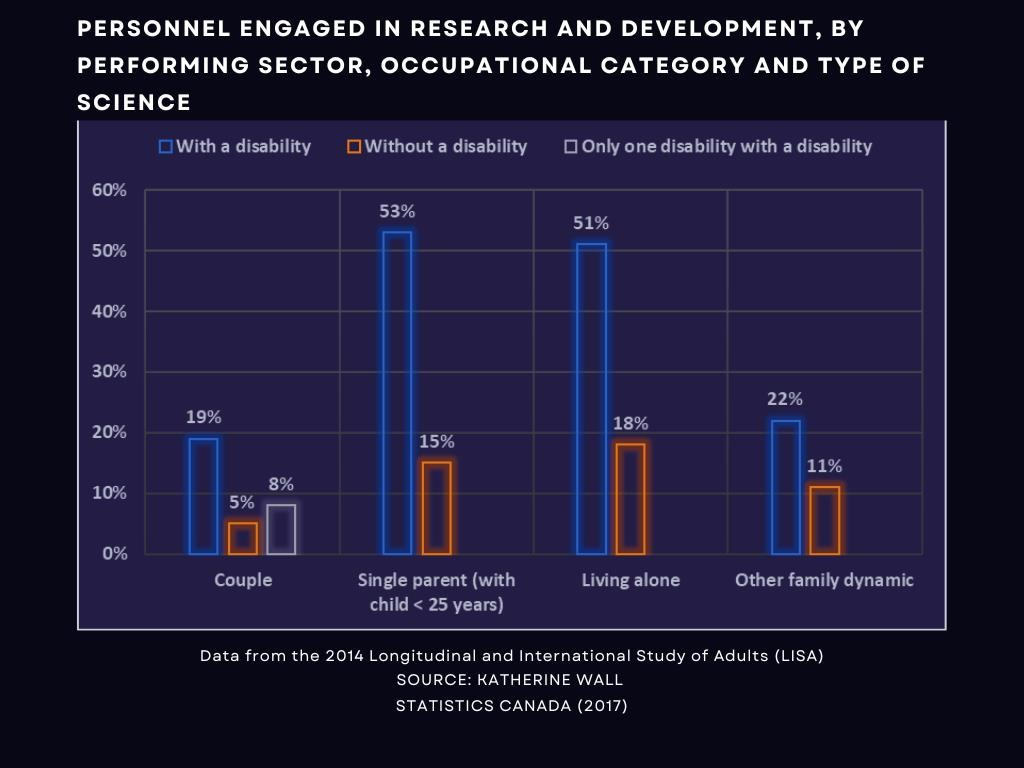 PERSONNEL ENGAGED IN RESEARCH AND DEVELOPMENT, BY
PERFORMING SECTOR, OCCUPATIONAL CATEGORY AND TYPE OF
SCIENCE
With a disability Without a disability Only one disability with a disability
60%
50%
40%
30%
20%
10%
0%
19%
5%
8%
53%
15%
51%
18%
22%
11%
Couple
Single parent (with
child < 25 years)
Living alone
Other family dynamic
Data from the 2014 Longitudinal and International Study of Adults (LISA)
SOURCE: KATHERINE WALL
STATISTICS CANADA (2017)